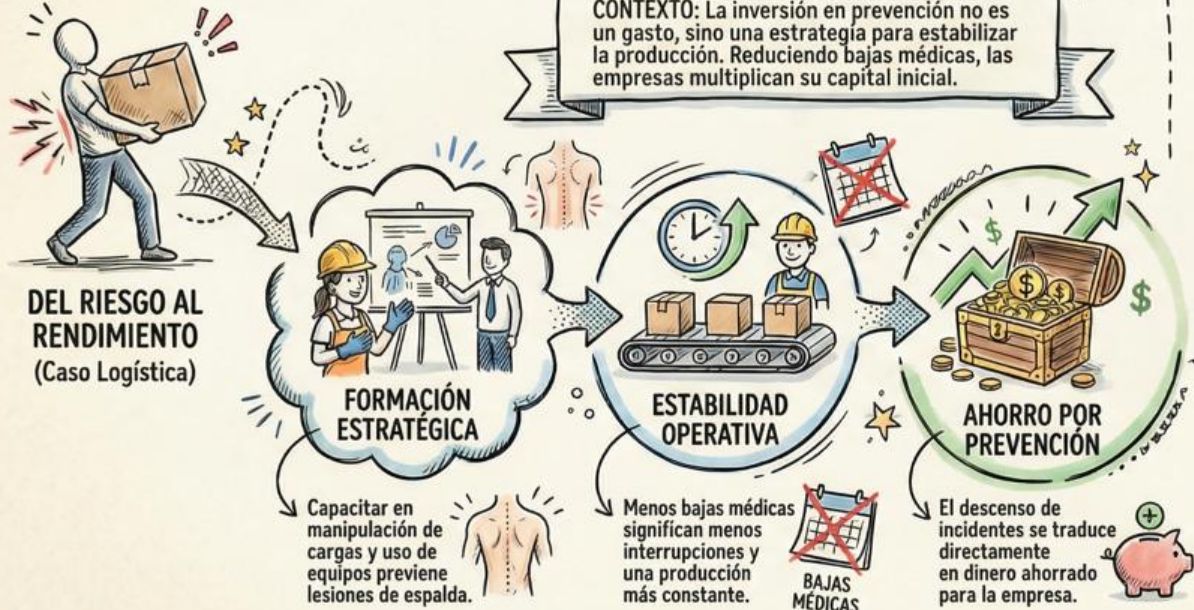 CONTEXTO: La inversión en prevención no es
un gasto, sino una estrategia para estabilizar
la producción. Reduciendo bajas médicas, las
empresas multiplican su capital inicial.
DEL RIESGO AL
RENDIMIENTO
(Caso Logística)
FORMACIÓN
ESTRATÉGICA
ESTABILIDAD
OPERATIVA
AHORRO POR
PREVENCIÓN
Capacitar en
manipulación de
cargas y uso de
equipos previene
lesiones de espalda.
Menos bajas médicas
significan menos
interrupciones y
una producción
más constante.
BAJAS
MÉDICAS
El descenso de
incidentes se traduce
directamente
en dinero ahorrado
para la empresa.